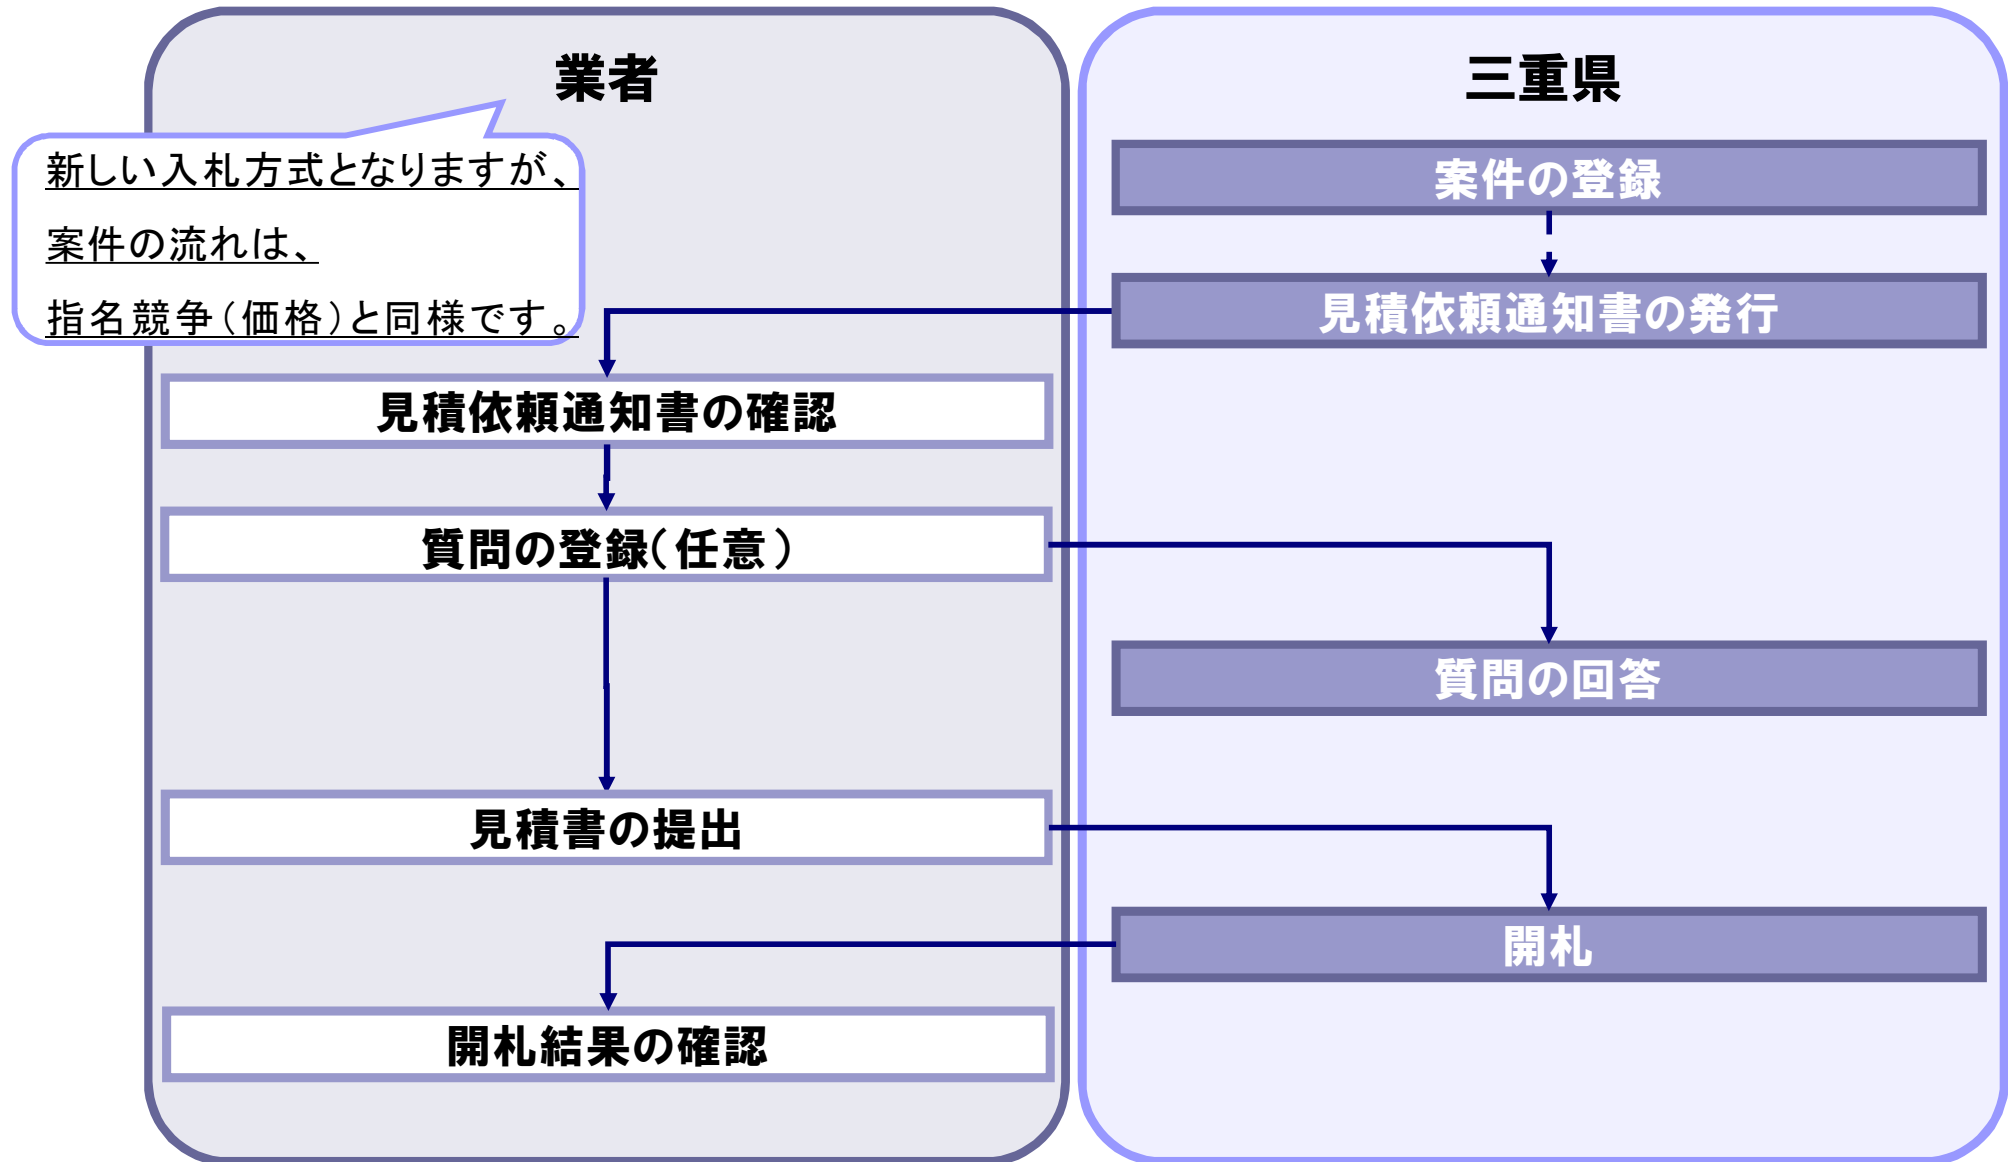 業者
三重県
新しい入札方式となりますが、
案件の流れは、
指名競争（価格）と同様です。
案件の登録
見積依頼通知書の発行
見積依頼通知書の確認
質問の登録（任意）
質問の回答
見積書の提出
開札
開札結果の確認